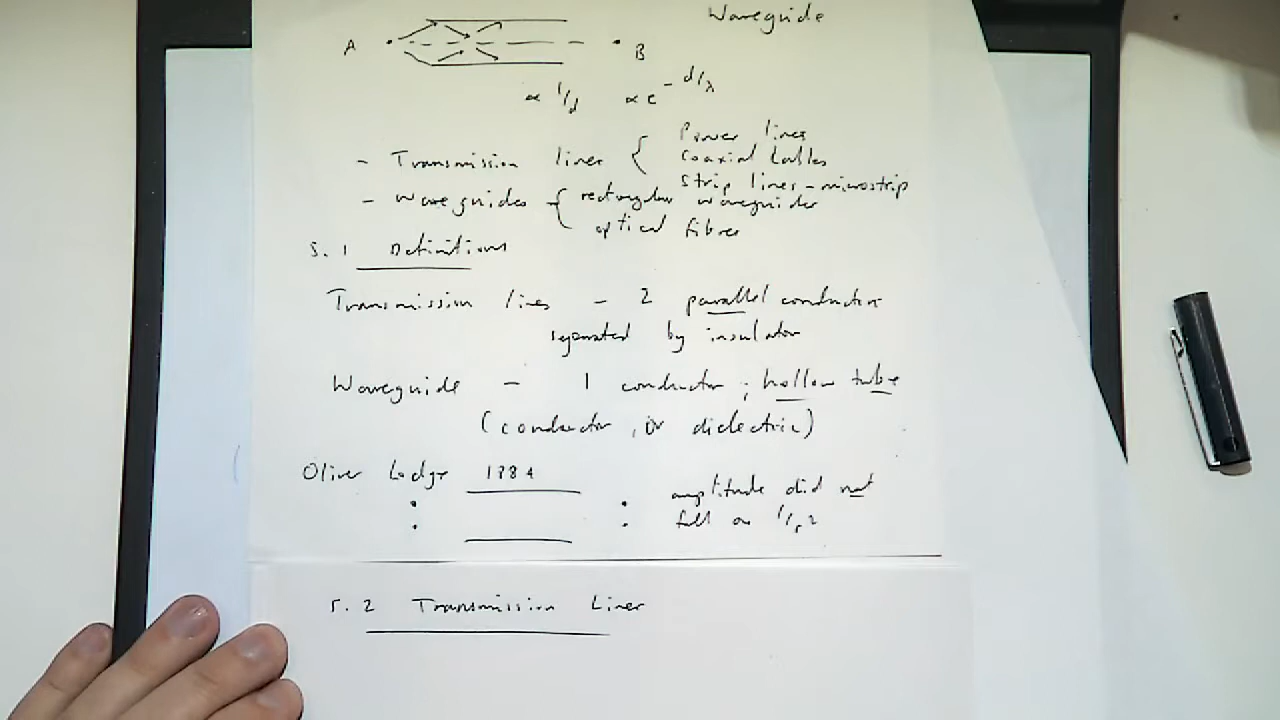 Waveguide
A B
∝ 1/d ∝ e^-d/λ
- Transmission lines { Power lines
coaxial cables
strip lines - microstrip
- waveguides { rectangular waveguides
optical fibres
5.1 Definitions
Transmission lines - 2 parallel conductors
separated by insulator
Waveguide - 1 conductor ; hollow tube
(conductor, or dielectric)
Oliver Lodge 1884
amplitude did not
fall as 1/r2
5.2 Transmission Lines